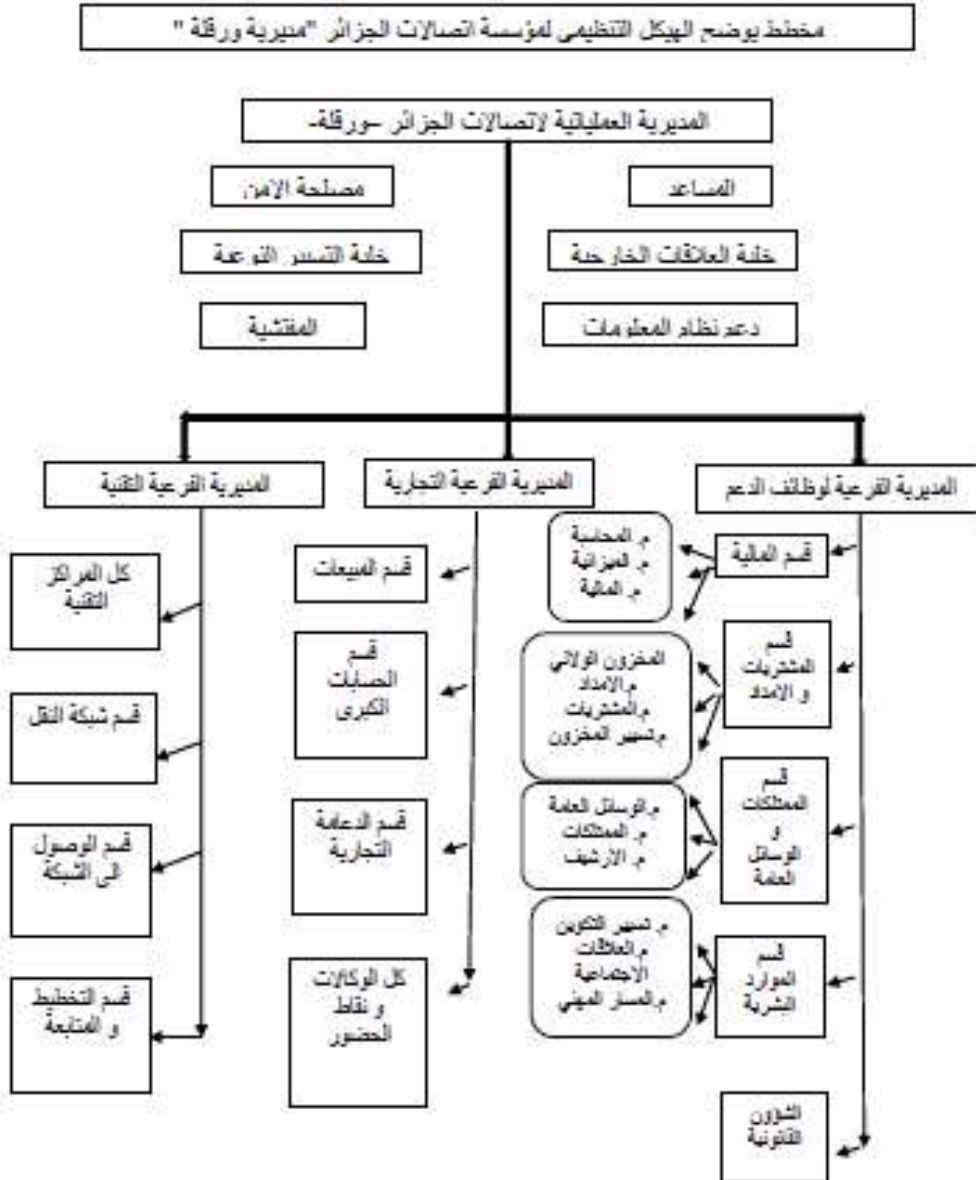 مخطط يوضح الهيكل التنظيمي لمؤسسة اتصالات الجزائر "مديرية ورقلة"
المديرية العملياتية لاتصالات الجزائر –ورقلة-
المساعد
مصلحة الامن
خلية العلاقات الخارجية
خلية التسيير النوعية
دعم نظام المعلومات
المفتشية
المديرية الفرعية لوظائف الدعم
المديرية الفرعية التجارية
المديرية الفرعية التقنية
قسم المالية
م. المحاسبة
م. الميزانية
م. المالية
قسم
المشتريات
و الامداد
المخزون الولائي
م.الامداد
م.المشتريات
م.تسيير المخزون
قسم
الممتلكات
و
الوسائل
العامة
م.الوسائل العامة
م. الممتلكات
م. الارشيف
قسم
الموارد
البشرية
م. تسيير التكوين
م.العلاقات
الاجتماعية
م.المسار المهني
الشؤون
القانونية
قسم المبيعات
قسم
الحسابات
الكبرى
قسم الدعامة
التجارية
كل الوكالات
و نقاط
الحضور
كل المراكز
التقنية
قسم شبكة النقل
قسم الوصول
الى الشبكة
قسم التخطيط
و المتابعة